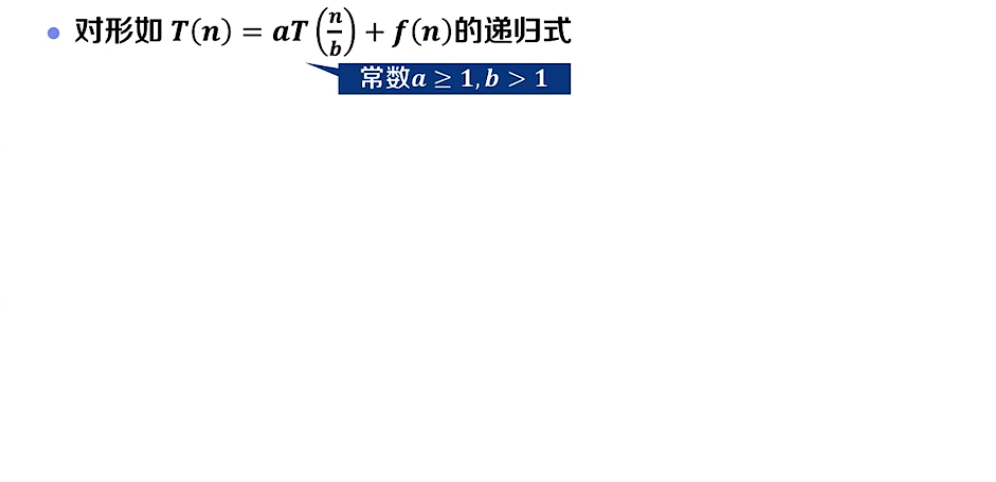 • 对形如 T(n) = aT(n/b) + f(n)的递归式
常数a ≥ 1, b > 1